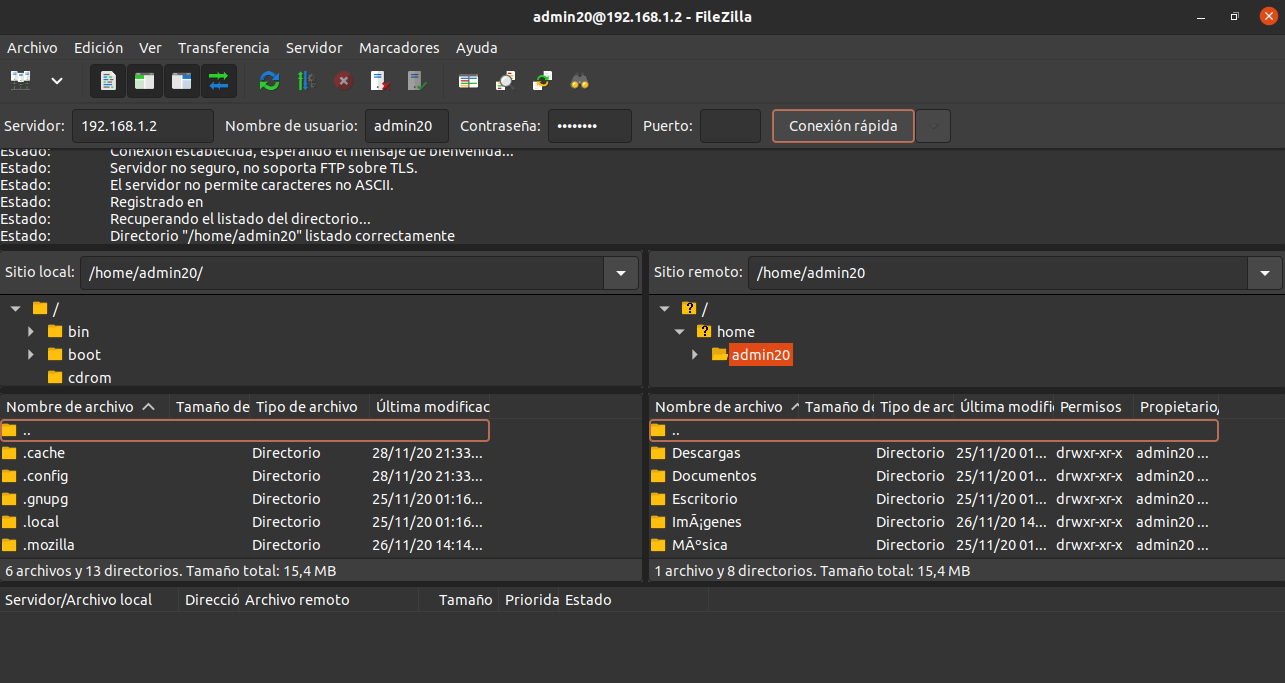 admin20@192.168.1.2 - FileZilla
Archivo Edición Ver Transferencia Servidor Marcadores Ayuda
Servidor: 192.168.1.2 Nombre de usuario: admin20 Contraseña: •••••••• Puerto: Conexión rápida
Estado: Conexión establecida, esperando el mensaje de bienvenida...
Estado: Servidor no seguro, no soporta FTP sobre TLS.
Estado: El servidor no permite caracteres no ASCII.
Estado: Registrado en
Estado: Recuperando el listado del directorio...
Estado: Directorio "/home/admin20" listado correctamente
Sitio local: /home/admin20/
/
bin
boot
cdrom
Nombre de archivo Tamaño de Tipo de archivo Última modificac
..
.cache Directorio 28/11/20 21:33...
.config Directorio 28/11/20 21:33...
.gnupg Directorio 25/11/20 01:16...
.local Directorio 25/11/20 01:16...
.mozilla Directorio 26/11/20 14:14...
6 archivos y 13 directorios. Tamaño total: 15,4 MB
Sitio remoto: /home/admin20
/
home
admin20
Nombre de archivo Tamaño de Tipo de arc Última modifi Permisos Propietario/
..
Descargas Directorio 25/11/20 01... drwxr-xr-x admin20 ...
Documentos Directorio 25/11/20 01... drwxr-xr-x admin20 ...
Escritorio Directorio 25/11/20 01... drwxr-xr-x admin20 ...
ImÃ¡genes Directorio 26/11/20 14... drwxr-xr-x admin20 ...
MÃºsica Directorio 25/11/20 01... drwxr-xr-x admin20 ...
1 archivo y 8 directorios. Tamaño total: 15,4 MB
Servidor/Archivo local Direcció Archivo remoto Tamaño Priorida Estado